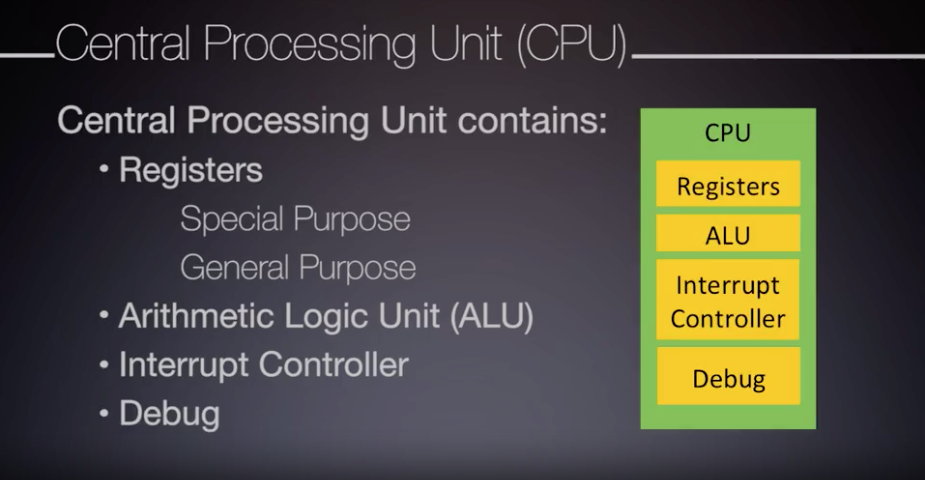 Central Processing Unit (CPU)
Central Processing Unit contains:
• Registers
Special Purpose
General Purpose
• Arithmetic Logic Unit (ALU)
• Interrupt Controller
• Debug
CPU
Registers
ALU
Interrupt
Controller
Debug